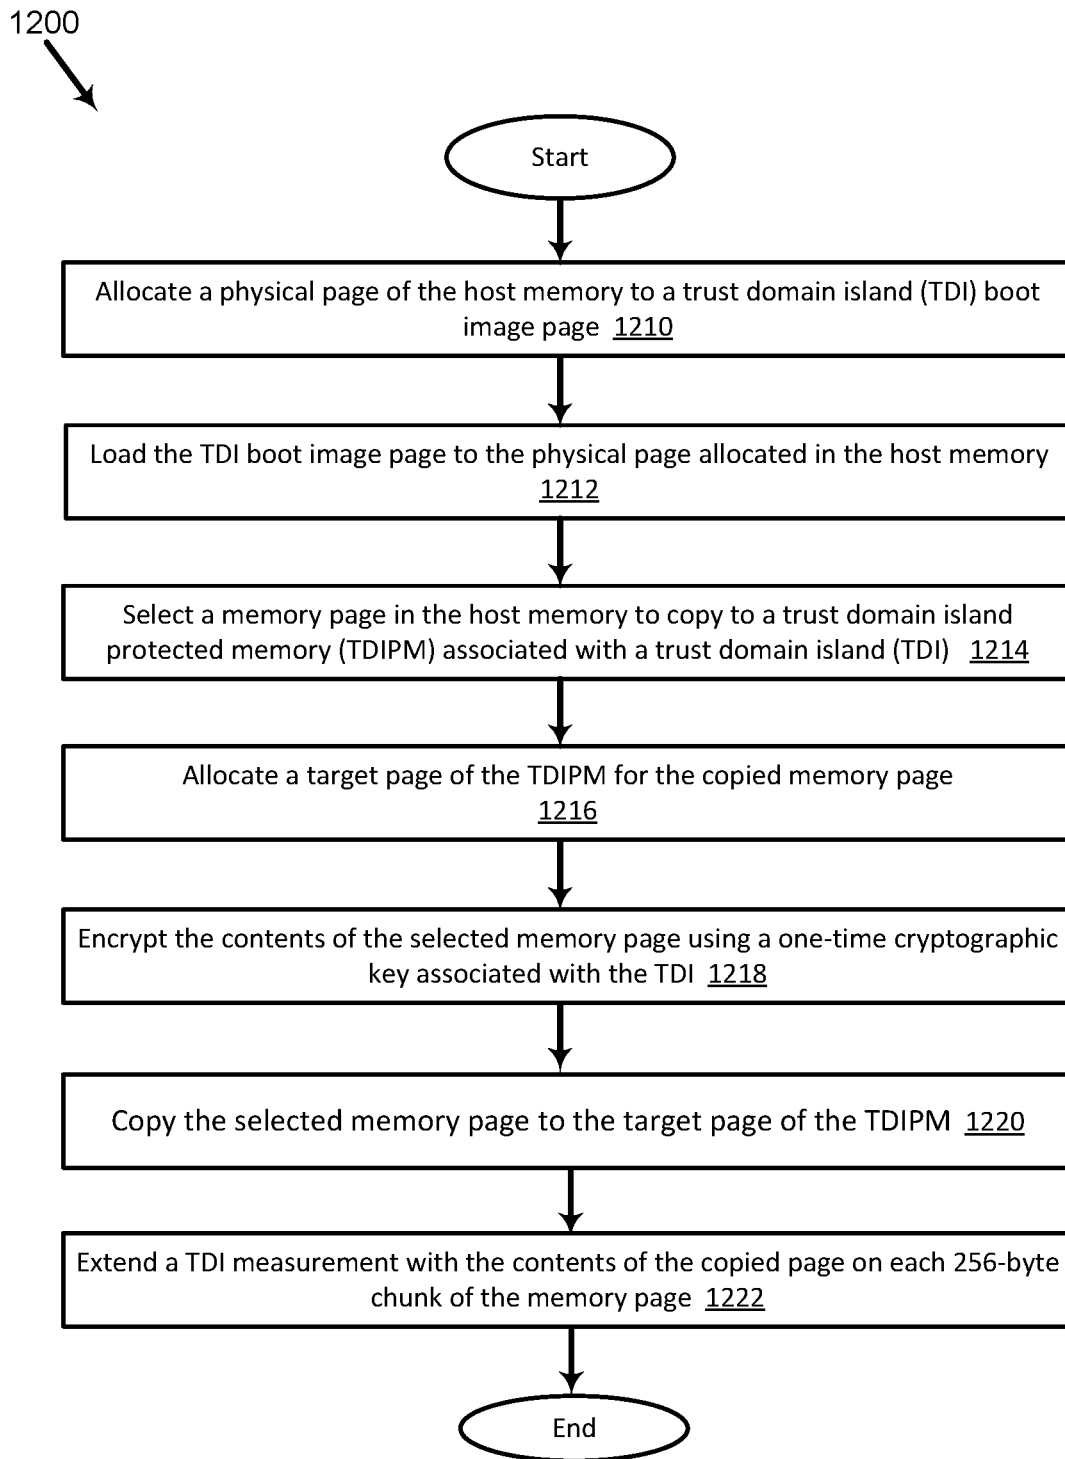 1200
Start
Allocate a physical page of the host memory to a trust domain island (TDI) boot
image page 1210
Load the TDI boot image page to the physical page allocated in the host memory
1212
Select a memory page in the host memory to copy to a trust domain island
protected memory (TDIPM) associated with a trust domain island (TDI) 1214
Allocate a target page of the TDIPM for the copied memory page
1216
Encrypt the contents of the selected memory page using a one-time cryptographic
key associated with the TDI 1218
Copy the selected memory page to the target page of the TDIPM 1220
Extend a TDI measurement with the contents of the copied page on each 256-byte
chunk of the memory page 1222
End